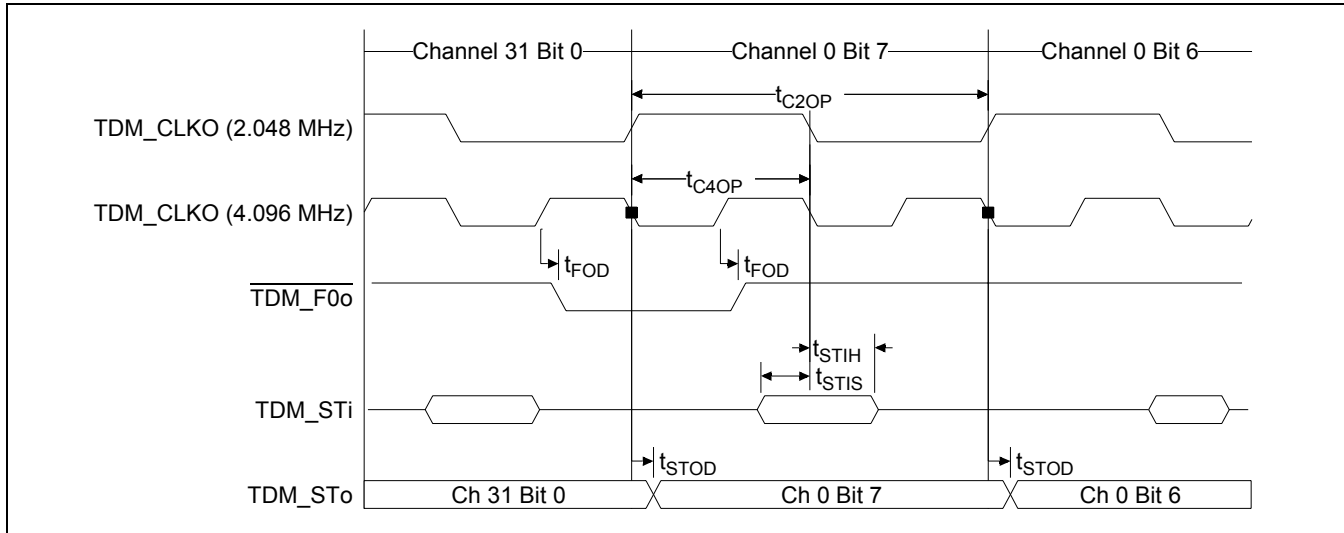 Channel 31 Bit 0
Channel 0 Bit 7
Channel 0 Bit 6
tC2OP
TDM_CLKO (2.048 MHz)
tC4OP
TDM_CLKO (4.096 MHz)
tFOD
tFOD
TDM_F0o
tSTIH
tSTIS
TDM_STi
tSTOD
tSTOD
TDM_STo
Ch 31 Bit 0
Ch 0 Bit 7
Ch 0 Bit 6